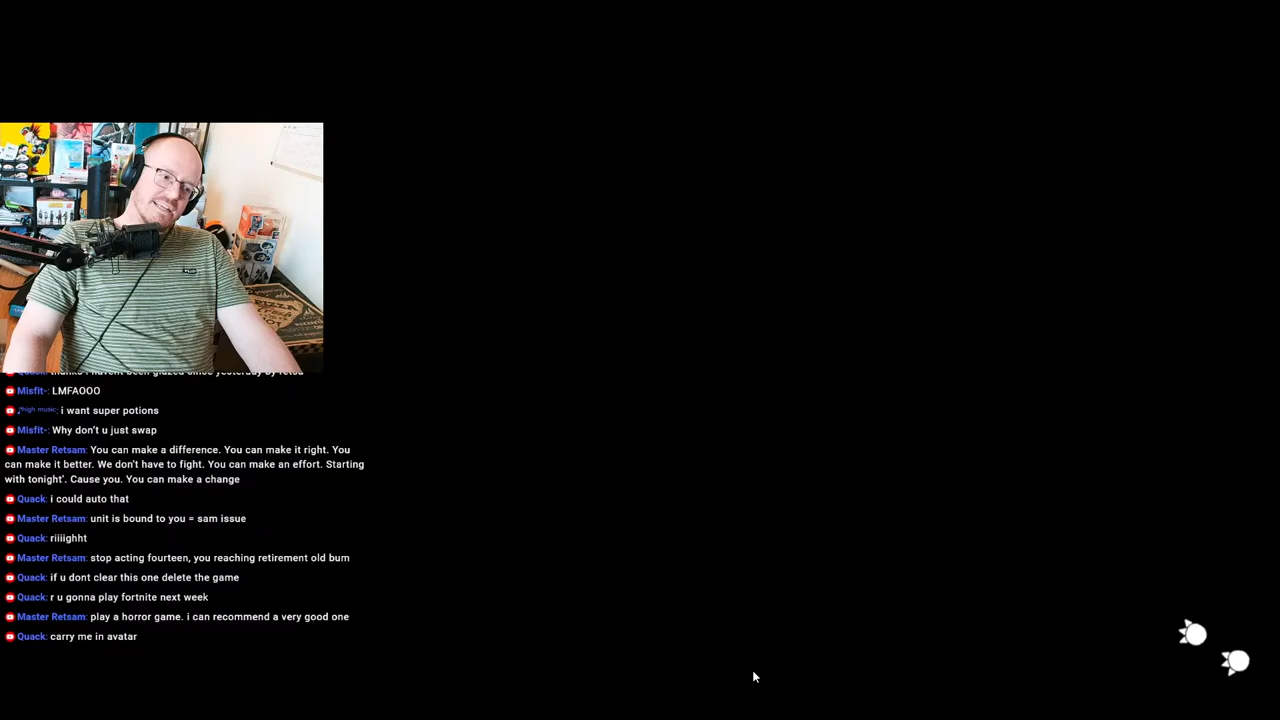 Misfit-: LMFAOOO
high music: i want super potions
Misfit-: Why don't u just swap
Master Retsam: You can make a difference. You can make it right. You
can make it better. We don't have to fight. You can make an effort. Starting
with tonight'. Cause you. You can make a change
Quack: i could auto that
Master Retsam: unit is bound to you = sam issue
Quack: riiiighht
Master Retsam: stop acting fourteen, you reaching retirement old bum
Quack: if u dont clear this one delete the game
Quack: r u gonna play fortnite next week
Master Retsam: play a horror game. i can recommend a very good one
Quack: carry me in avatar